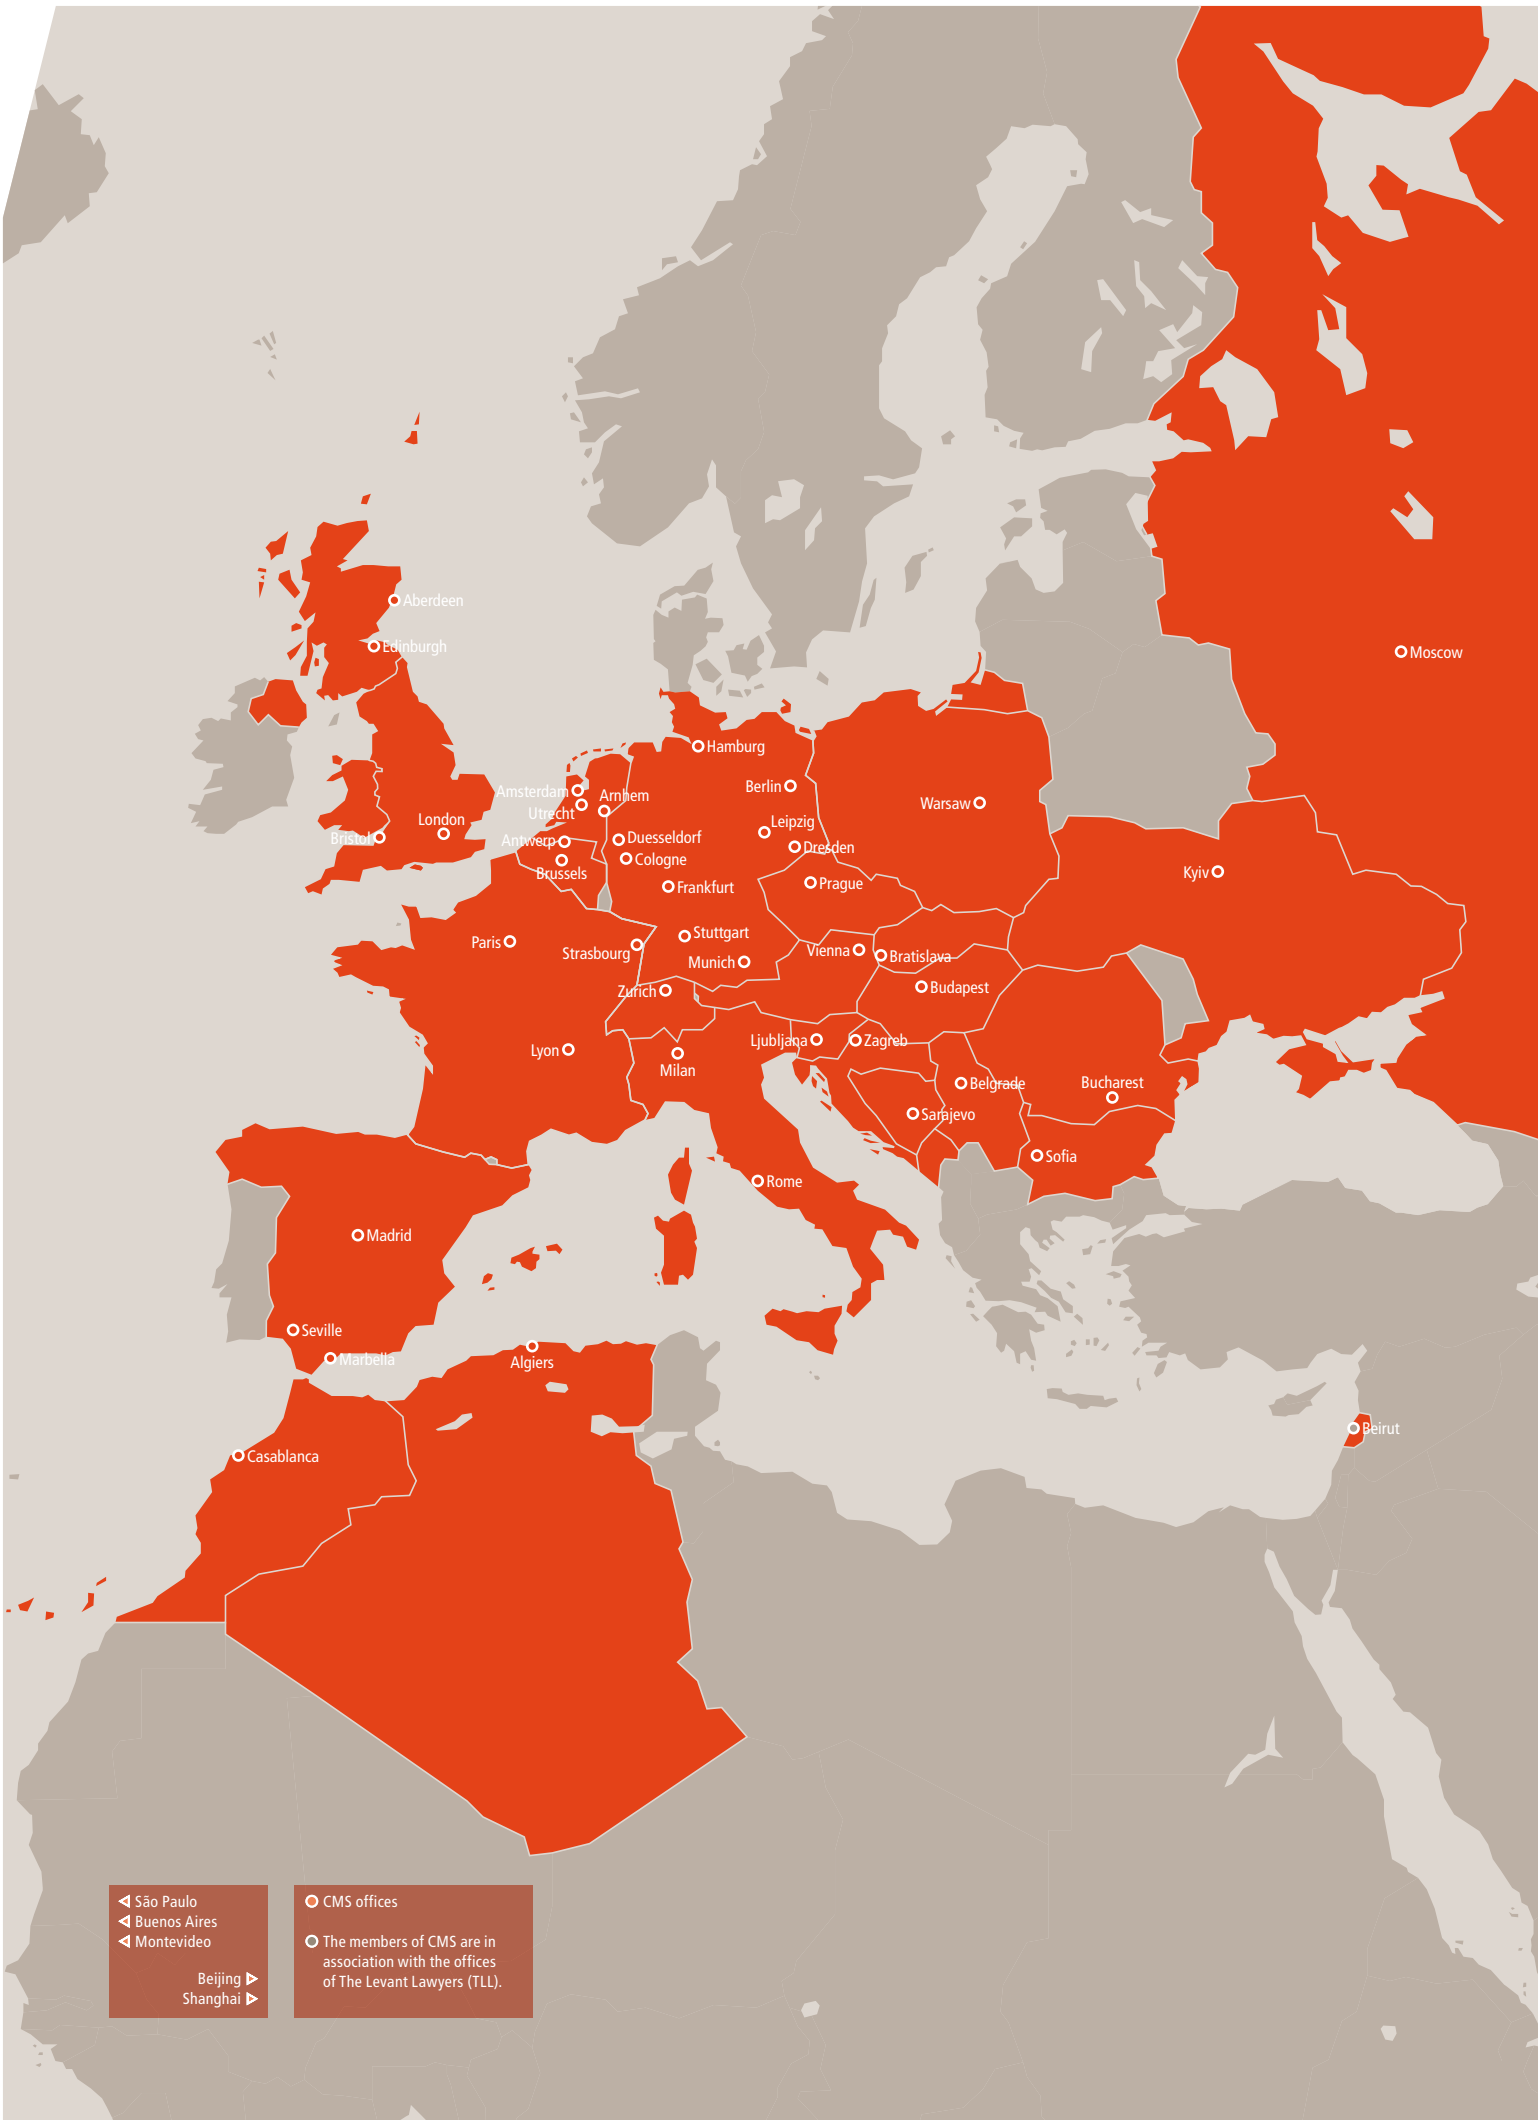 Aberdeen
Edinburgh
Moscow
Hamburg
Berlin
Amsterdam
Arnhem
Utrecht
Warsaw
London
Leipzig
Bristol
Duesseldorf
Antwerp
Dresden
Cologne
Brussels
Kyiv
Frankfurt
Prague
Stuttgart
Paris
Strasbourg
Vienna
Bratislava
Munich
Zurich
Budapest
Ljubljana
Zagreb
Lyon
Milan
Belgrade
Bucharest
Sarajevo
Sofia
Rome
Madrid
Seville
Marbella
Algiers
Beirut
Casablanca
São Paulo
Buenos Aires
Montevideo
Beijing
Shanghai
CMS offices
The members of CMS are in
association with the offices
of The Levant Lawyers (TLL).